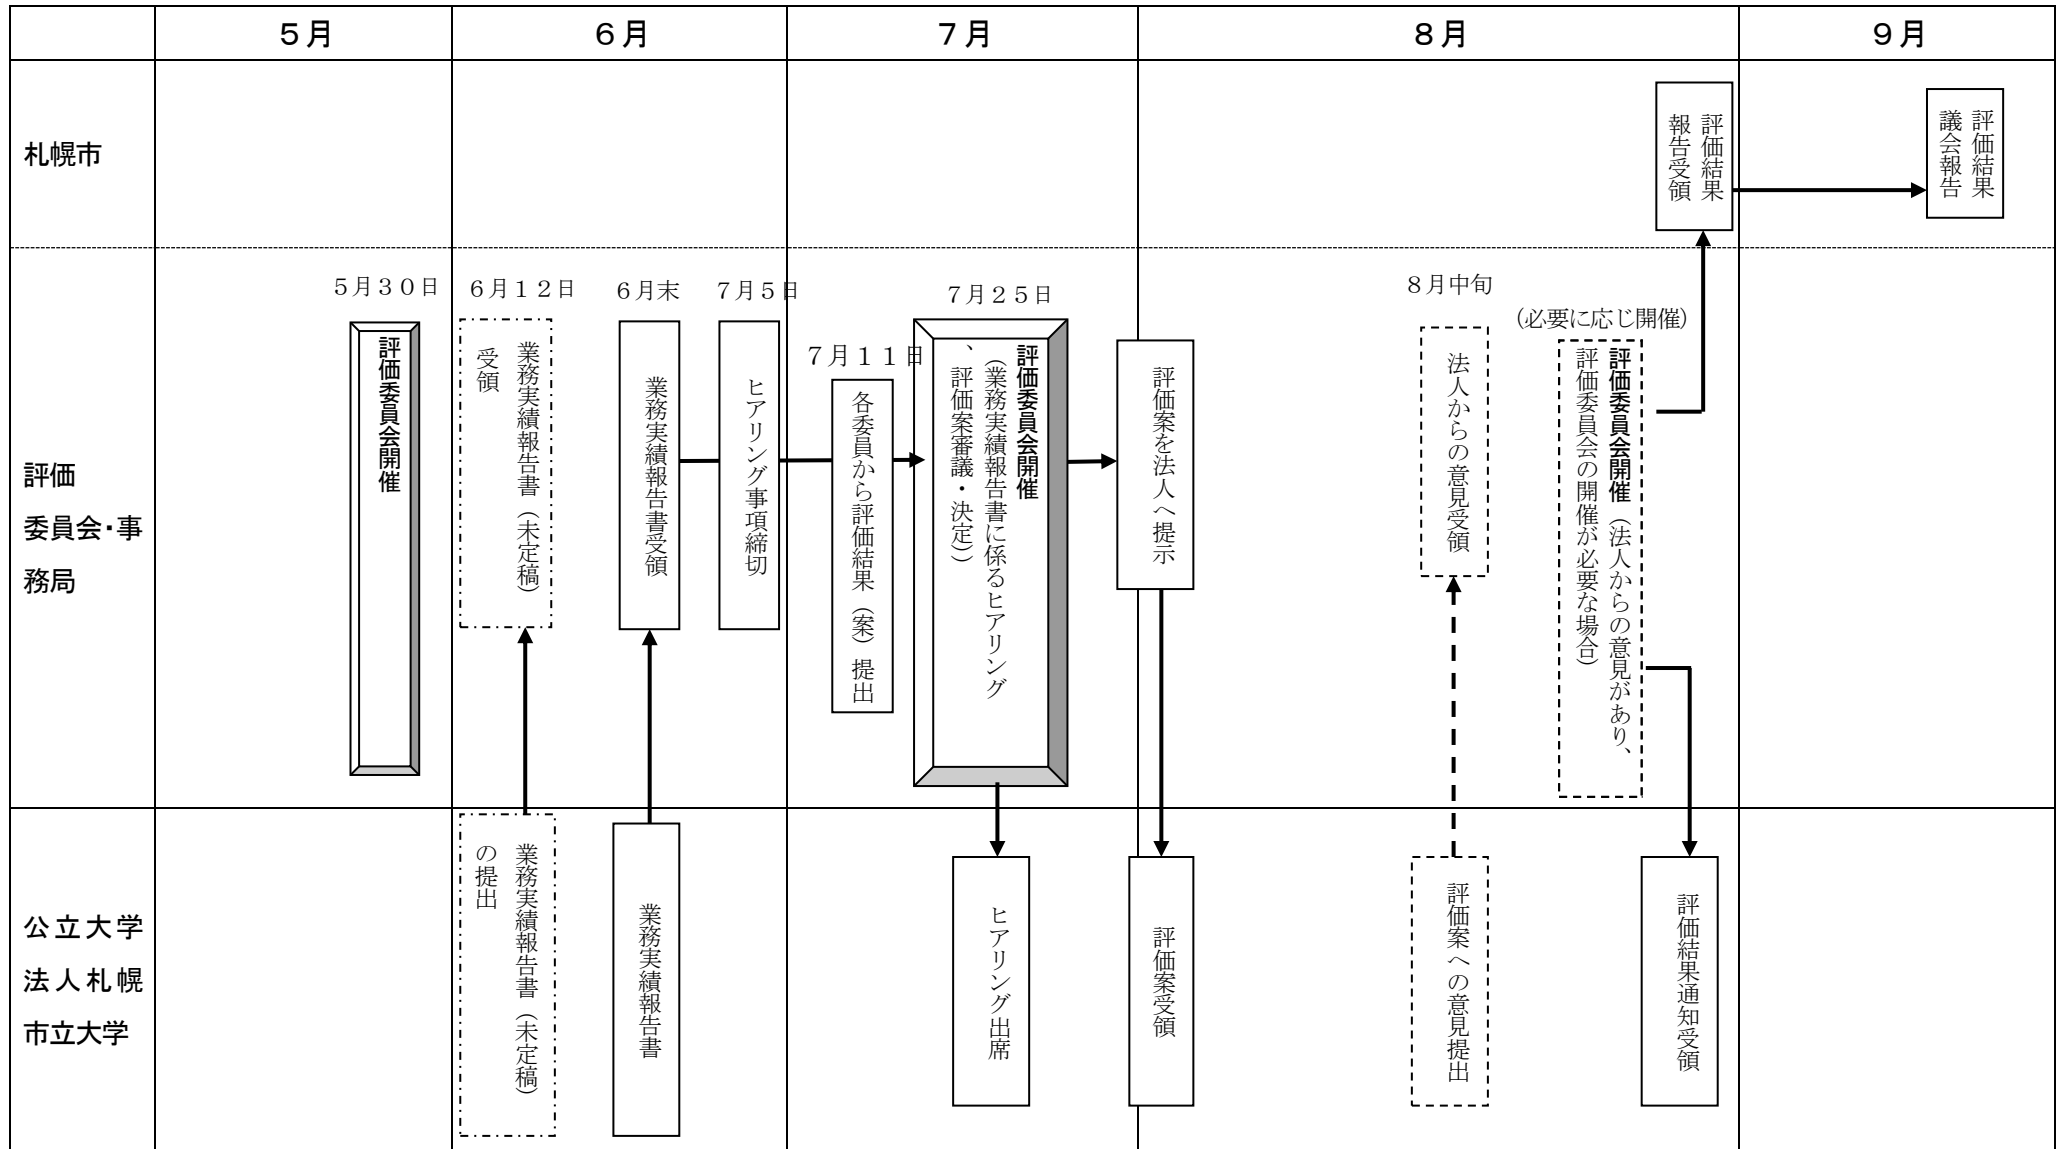 5月
6月
7月
8月
9月
札幌市
評価結果
報告受領
評価結果
議会報告
評価
委員会・事
務局
5月30日
評価委員会開催
6月12日
業務実績報告書（未定稿）
受領
6月末
業務実績報告書受領
7月5日
ヒアリング事項締切
7月11日
各委員から評価結果（案）提出
7月25日
評価委員会開催
（業務実績報告書に係るヒアリング
、評価案審議・決定）)
評価案を法人へ提示
8月中旬
法人からの意見受領
（必要に応じ開催）
評価委員会開催（法人からの意見があり、
評価委員会の開催が必要な場合）
公立大学
法人札幌
市立大学
業務実績報告書（未定稿）
の提出
業務実績報告書
ヒアリング出席
評価案受領
評価案への意見提出
評価結果通知受領